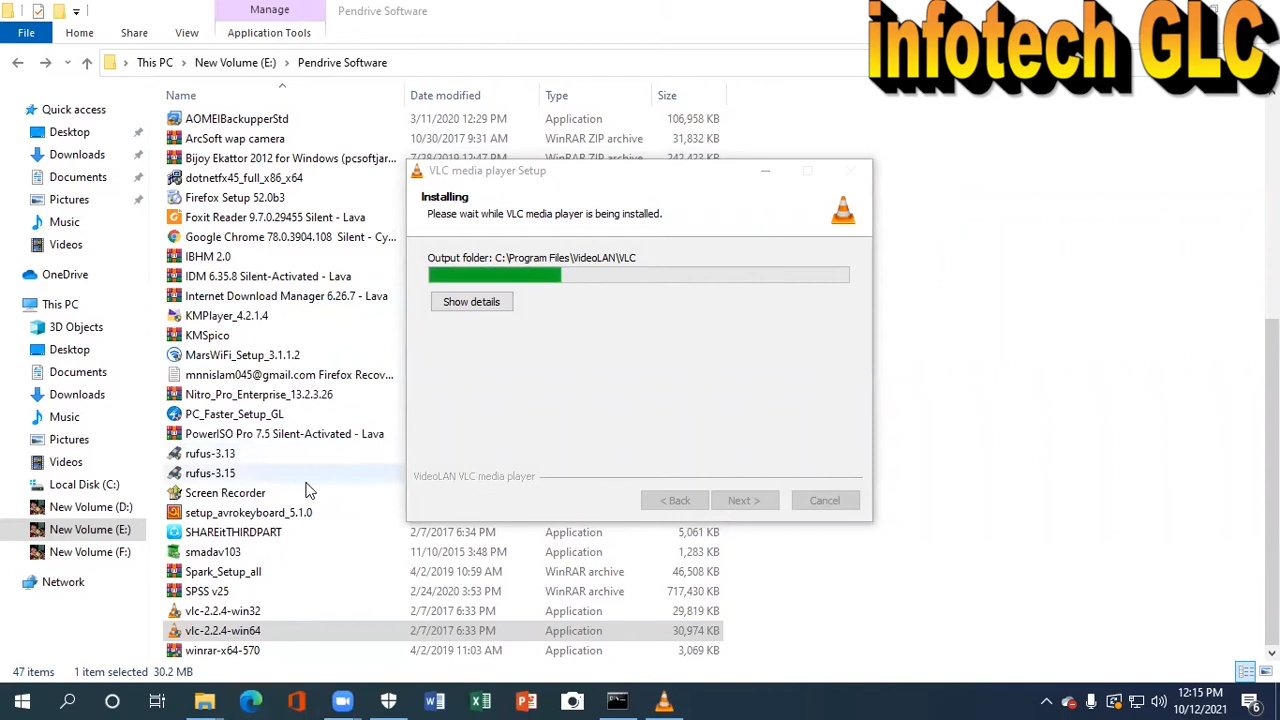 Manage
Pendrive Software
infotech GLC
File
Home
Share
View
Application Tools
This PC > New Volume (E:) > Pendrive Software
Name
Date modified
Type
Size
Quick access
Desktop
Downloads
Documents
Pictures
Music
Videos
OneDrive
This PC
3D Objects
Desktop
Documents
Downloads
Music
Pictures
Videos
Local Disk (C:)
New Volume (D:)
New Volume (E:)
New Volume (F:)
Network
AOMEIBackupperStd 3/11/2020 12:29 PM Application 106,958 KB
ArcSoft wap camera 10/30/2017 9:31 AM WinRAR ZIP archive 31,832 KB
Bijoy Ekattor 2012 for Windows (pcsoftjar... 7/28/2019 12:47 PM WinRAR ZIP archive 242,423 KB
dotnetfx45_full_x86_x64
Firefox Setup 52.0b3
Foxit Reader 9.7.0.29455 Silent - Lava
Google Chrome 78.0.3904.108 Silent - Cy
IBHM 2.0
IDM 6.35.8 Silent-Activated - Lava
Internet Download Manager 6.26.7 - Lava
KMPlayer_4.2.1.4
KMSpico
MarsWiFi_Setup_3.1.1.2
mnnislam045@gmail.com Firefox Recov...
Nitro_Pro_Enterprise_13.2.3.26
PC_Faster_Setup_GL
PowerISO Pro 7.5 Silent-Activated - Lava
rufus-3.13
rufus-3.15
Screen Recorder
setup_avrokeyboard_5.1.0
SHAREitTHIRDPART 2/7/2017 6:34 PM Application 5,061 KB
smadav103 11/10/2015 3:48 PM Application 1,283 KB
Spark_Setup_all 4/2/2019 10:59 AM WinRAR archive 46,508 KB
SPSS v25 2/24/2020 3:53 PM WinRAR archive 717,430 KB
vlc-2.2.4-win32 2/7/2017 6:33 PM Application 29,819 KB
vlc-2.2.4-win64 2/7/2017 6:33 PM Application 30,974 KB
winrar-x64-570 4/2/2019 11:03 AM Application 3,069 KB
VLC media player Setup
Installing
Please wait while VLC media player is being installed.
Output folder: C:\Program Files\VideoLAN\VLC
Show details
VideoLAN VLC media player
< Back
Next >
Cancel
47 items
1 item selected 30.2 MB
12:15 PM
10/12/2021
6